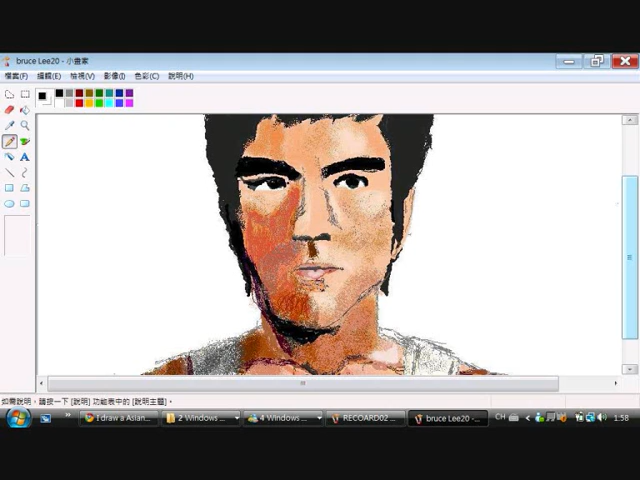 bruce Lee20 - 小畫家
檔案(F) 編輯(E) 檢視(V) 影像(I) 色彩(C) 說明(H)
如需說明，請按一下 [說明] 功能表中的 [說明主題]。
I draw a Asian... 2 Windows ... 4 Windows ... RECOARD02 ... bruce Lee20 -... CH 1:58